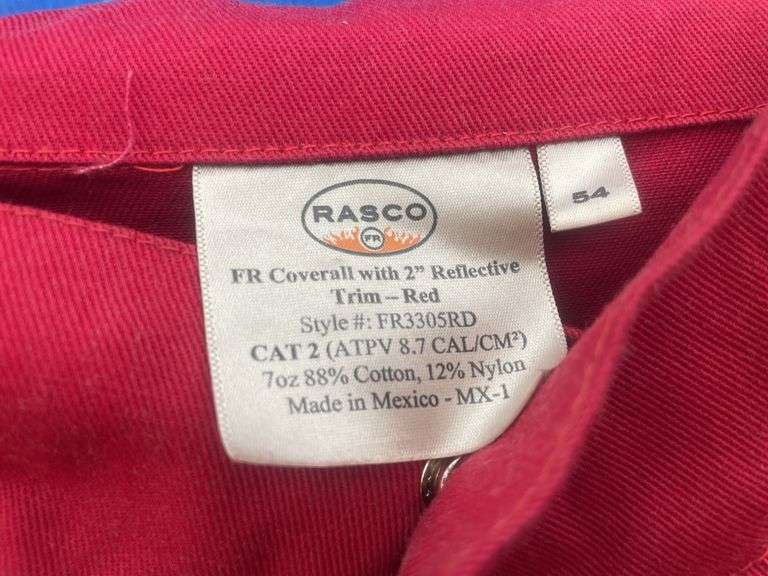 RASCO
FR
FR Coverall with 2” Reflective
Trim – Red
Style #: FR3305RD
CAT 2 (ATPV 8.7 CAL/CM²)
7oz 88% Cotton, 12% Nylon
Made in Mexico - MX-1
54